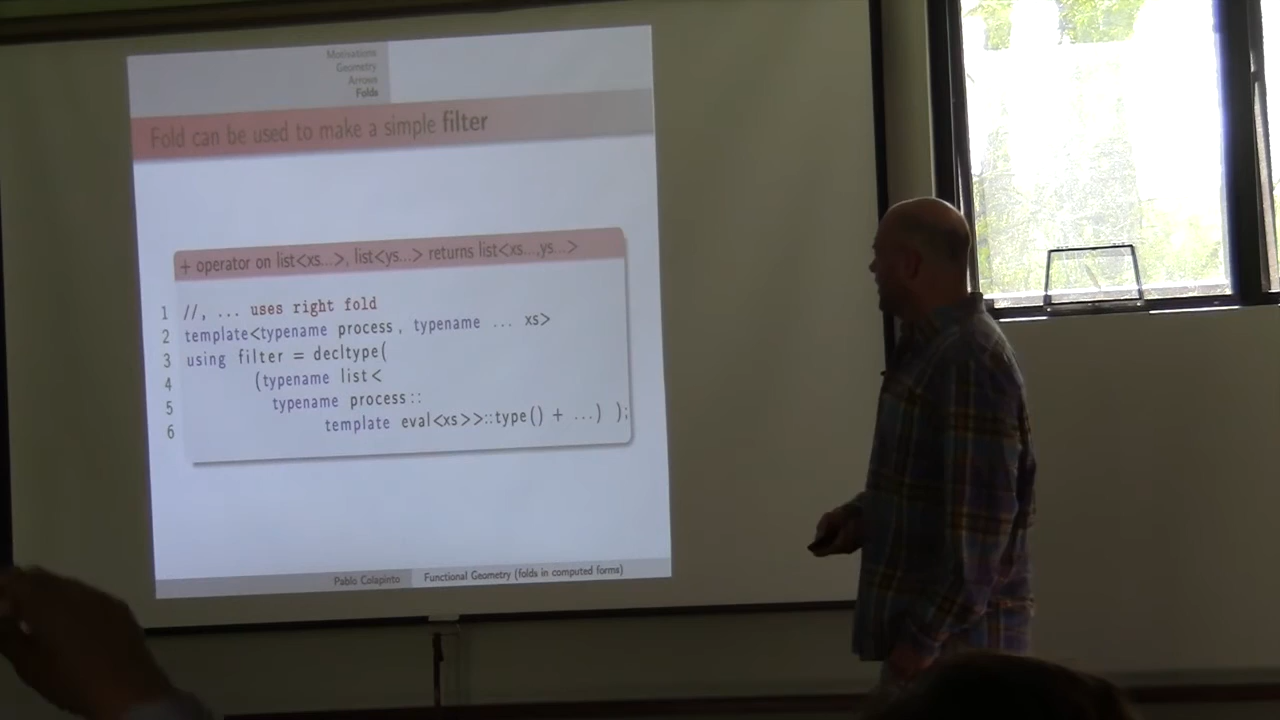 Motivations
Geometry
Arrows
Folds
Fold can be used to make a simple filter
+ operator on list<xs...>, list<ys...> returns list<xs...,ys...>
1 //, ... uses right fold
2 template<typename process, typename ... xs>
3 using filter = decltype(
4 (typename list<
5 typename process::
6 template eval<xs>>::type() + ...) );
Pablo Colapinto Functional Geometry (folds in computed forms)